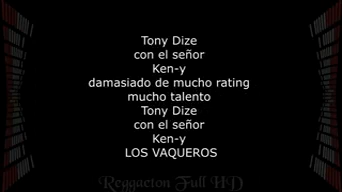 Tony Dize
con el señor
Ken-y
damasiado de mucho rating
mucho talento
Tony Dize
con el señor
Ken-y
LOS VAQUEROS
Reggaeton Full HD